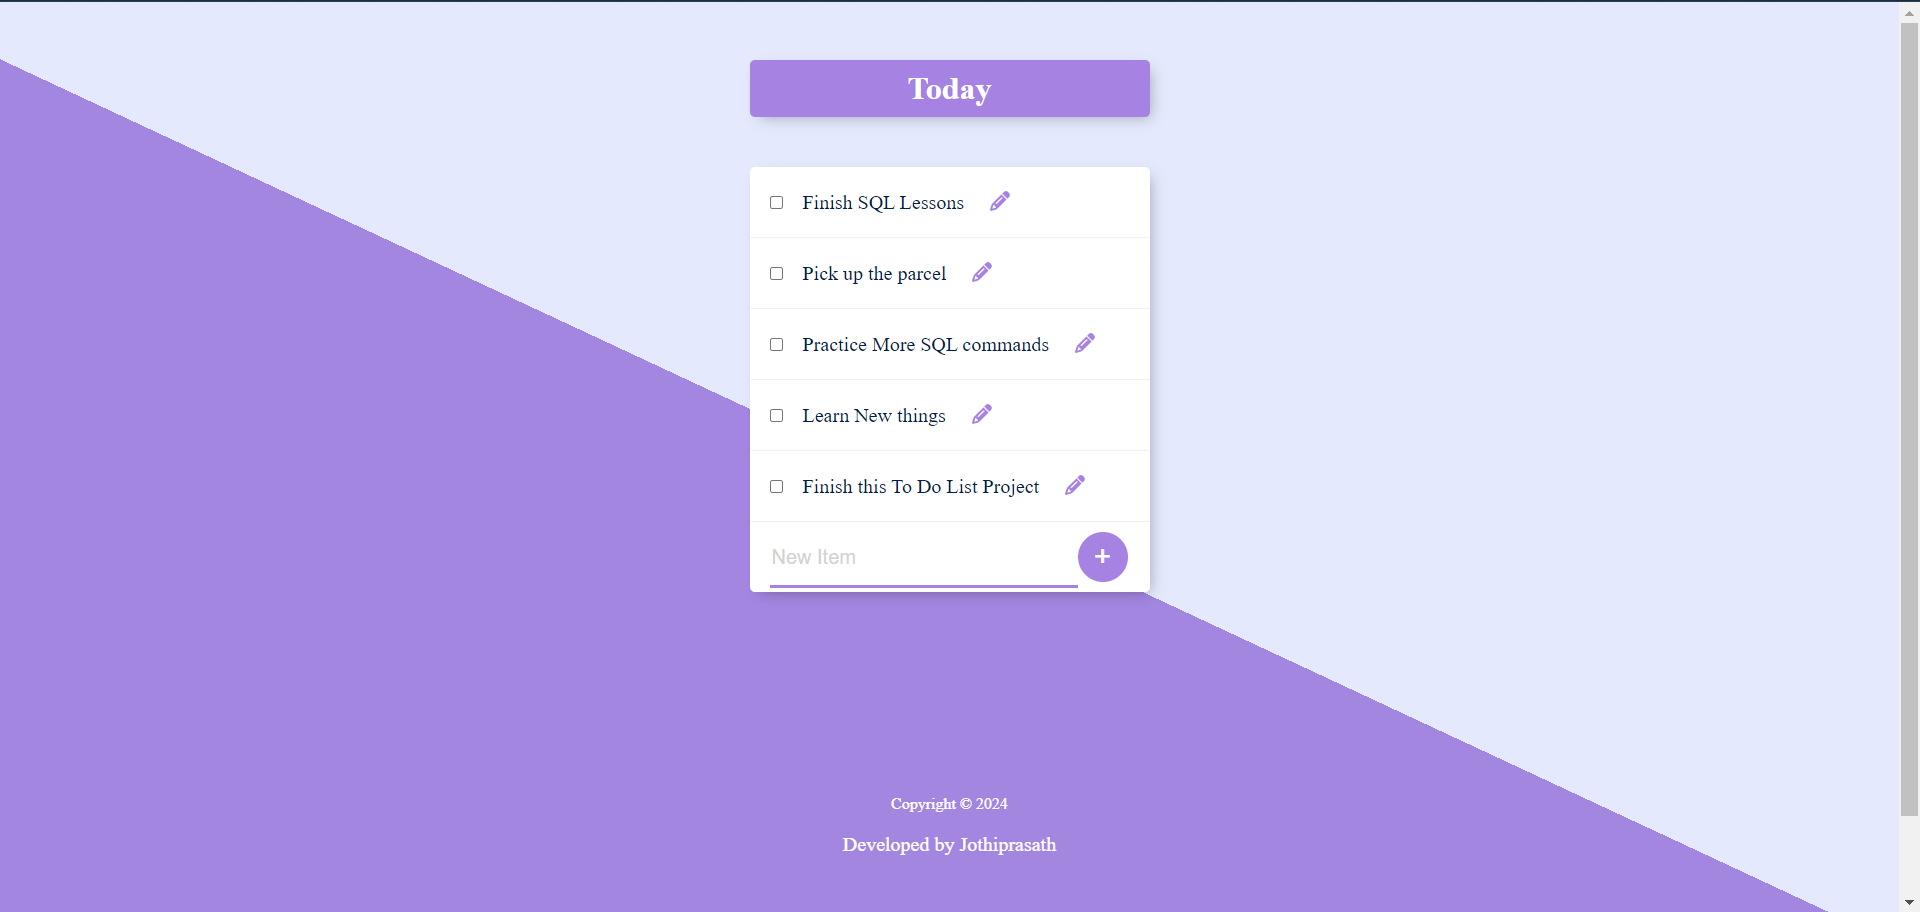 Today
Finish SQL Lessons
Pick up the parcel
Practice More SQL commands
Learn New things
Finish this To Do List Project
New Item
+
Copyright © 2024
Developed by Jothiprasath